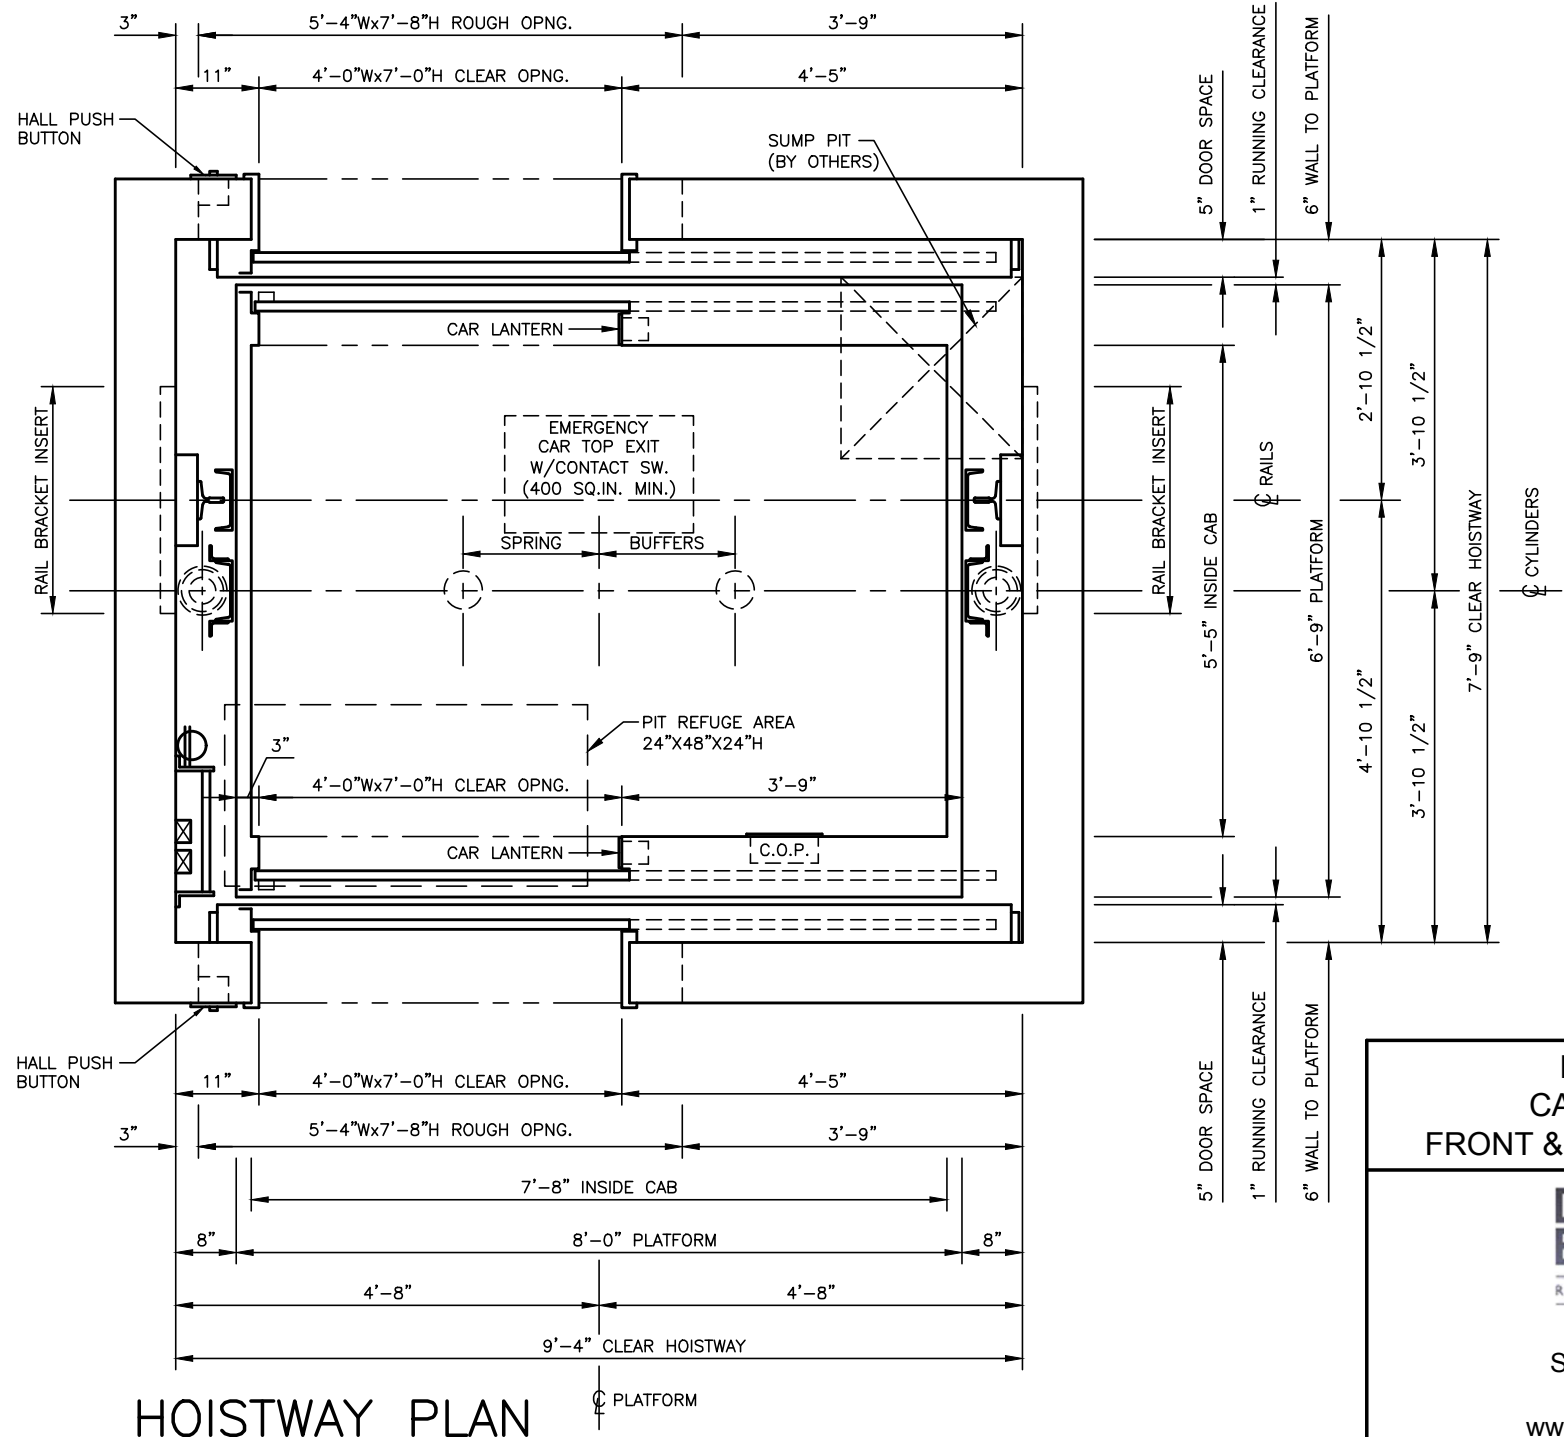 3" 5'-4"Wx7'-8"H ROUGH OPNG. 3'-9"
11" 4'-0"Wx7'-0"H CLEAR OPNG. 4'-5"
HALL PUSH
BUTTON
SUMP PIT
(BY OTHERS)
5" DOOR SPACE
1" RUNNING CLEARANCE
6" WALL TO PLATFORM
CAR LANTERN
RAIL BRACKET INSERT
EMERGENCY
CAR TOP EXIT
W/CONTACT SW.
(400 SQ.IN. MIN.)
SPRING BUFFERS
RAIL BRACKET INSERT
5'-5" INSIDE CAB
℄ RAILS
6'-9" PLATFORM
2'-10 1/2"
4'-10 1/2"
3'-10 1/2"
3'-10 1/2"
7'-9" CLEAR HOISTWAY
℄ CYLINDERS
PIT REFUGE AREA
24"X48"X24"H
3"
4'-0"Wx7'-0"H CLEAR OPNG. 3'-9"
CAR LANTERN
C.O.P.
HALL PUSH
BUTTON
11" 4'-0"Wx7'-0"H CLEAR OPNG. 4'-5"
3" 5'-4"Wx7'-8"H ROUGH OPNG. 3'-9"
5" DOOR SPACE
1" RUNNING CLEARANCE
6" WALL TO PLATFORM
7'-8" INSIDE CAB
8" 8'-0" PLATFORM 8"
4'-8" 4'-8"
9'-4" CLEAR HOISTWAY
℄ PLATFORM
HOISTWAY PLAN
CA
FRONT &
S
ww